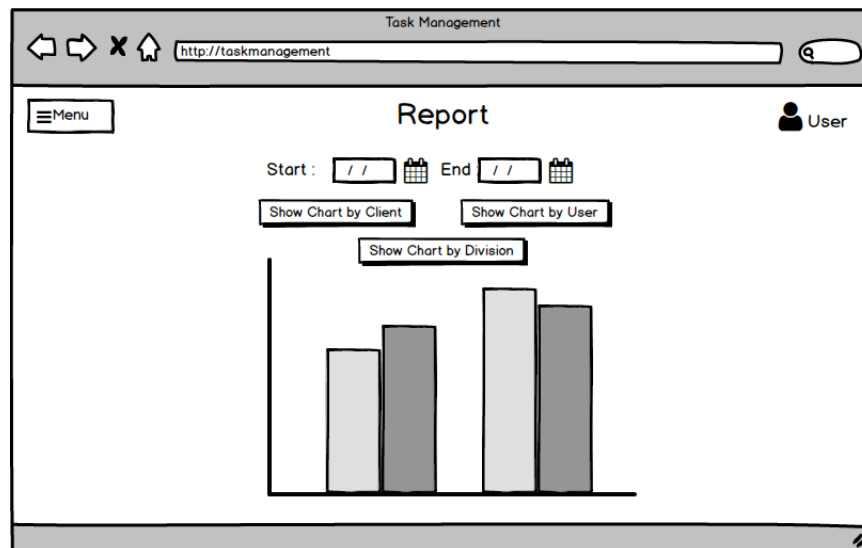 Task Management
http://taskmanagement
Menu
Report
User
Start : / / End : / /
Show Chart by Client
Show Chart by User
Show Chart by Division